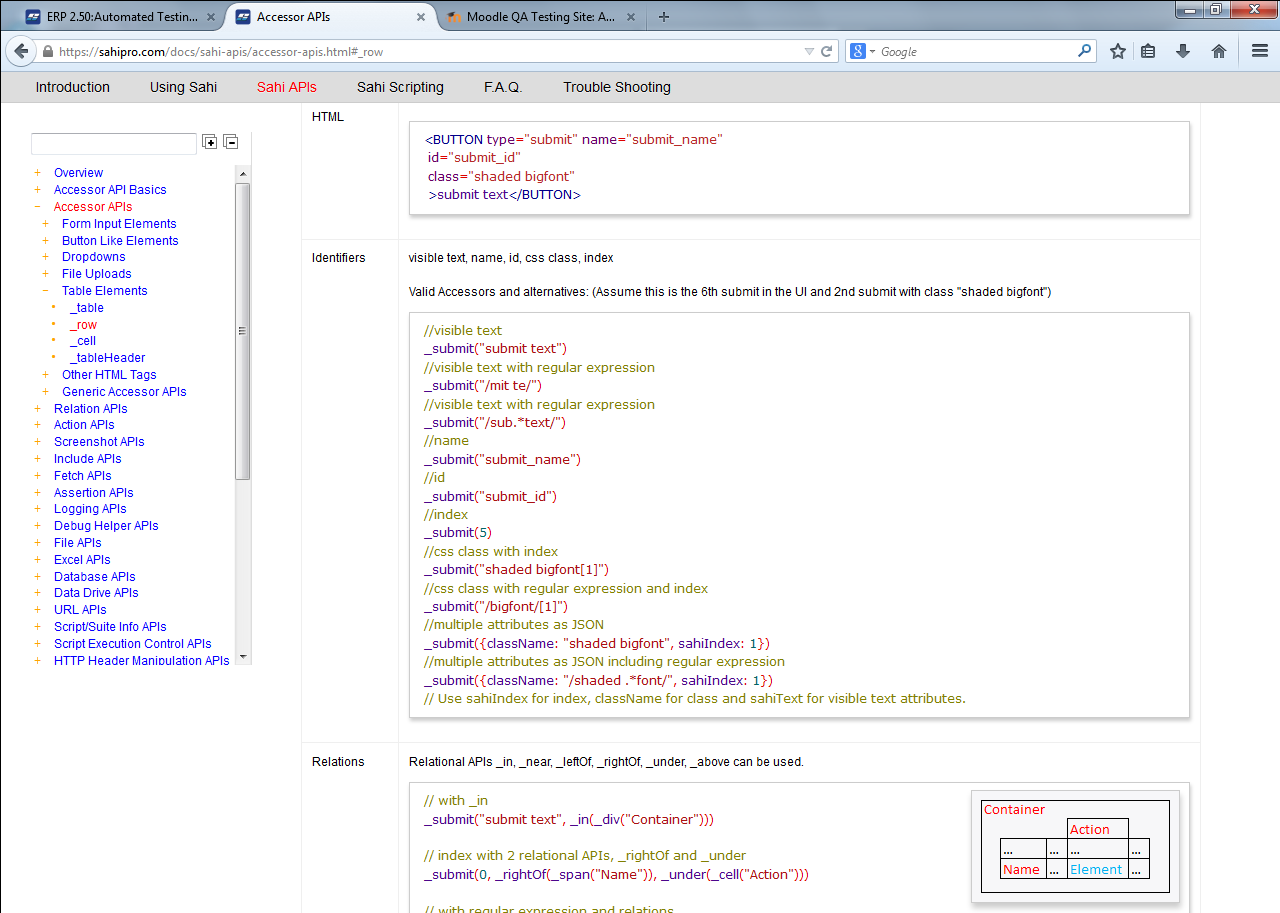 ERP 2.50:Automated Testin...
Accessor APIs
Moodle QA Testing Site: A...
https://sahipro.com/docs/sahi-apis/accessor-apis.html#_row
Google
Introduction
Using Sahi
Sahi APIs
Sahi Scripting
F.A.Q.
Trouble Shooting
Overview
Accessor API Basics
Accessor APIs
Form Input Elements
Button Like Elements
Dropdowns
File Uploads
Table Elements
_table
_row
_cell
_tableHeader
Other HTML Tags
Generic Accessor APIs
Relation APIs
Action APIs
Screenshot APIs
Include APIs
Fetch APIs
Assertion APIs
Logging APIs
Debug Helper APIs
File APIs
Excel APIs
Database APIs
Data Drive APIs
URL APIs
Script/Suite Info APIs
Script Execution Control APIs
HTTP Header Manipulation APIs
HTML
<BUTTON type="submit" name="submit_name"
id="submit_id"
class="shaded bigfont"
>submit text</BUTTON>
Identifiers
visible text, name, id, css class, index
Valid Accessors and alternatives: (Assume this is the 6th submit in the UI and 2nd submit with class "shaded bigfont")
//visible text
_submit("submit text")
//visible text with regular expression
_submit("/mit te/")
//visible text with regular expression
_submit("/sub.*text/")
//name
_submit("submit_name")
//id
_submit("submit_id")
//index
_submit(5)
//css class with index
_submit("shaded bigfont[1]")
//css class with regular expression and index
_submit("/bigfont/[1]")
//multiple attributes as JSON
_submit({className: "shaded bigfont", sahiIndex: 1})
//multiple attributes as JSON including regular expression
_submit({className: "/shaded .*font/", sahiIndex: 1})
// Use sahiIndex for index, className for class and sahiText for visible text attributes.
Relations
Relational APIs _in, _near, _leftOf, _rightOf, _under, _above can be used.
// with _in
_submit("submit text", _in(_div("Container")))
// index with 2 relational APIs, _rightOf and _under
_submit(0, _rightOf(_span("Name")), _under(_cell("Action")))
// with regular expression and relations
Container
Action
... ... ... ...
Name ... Element ...